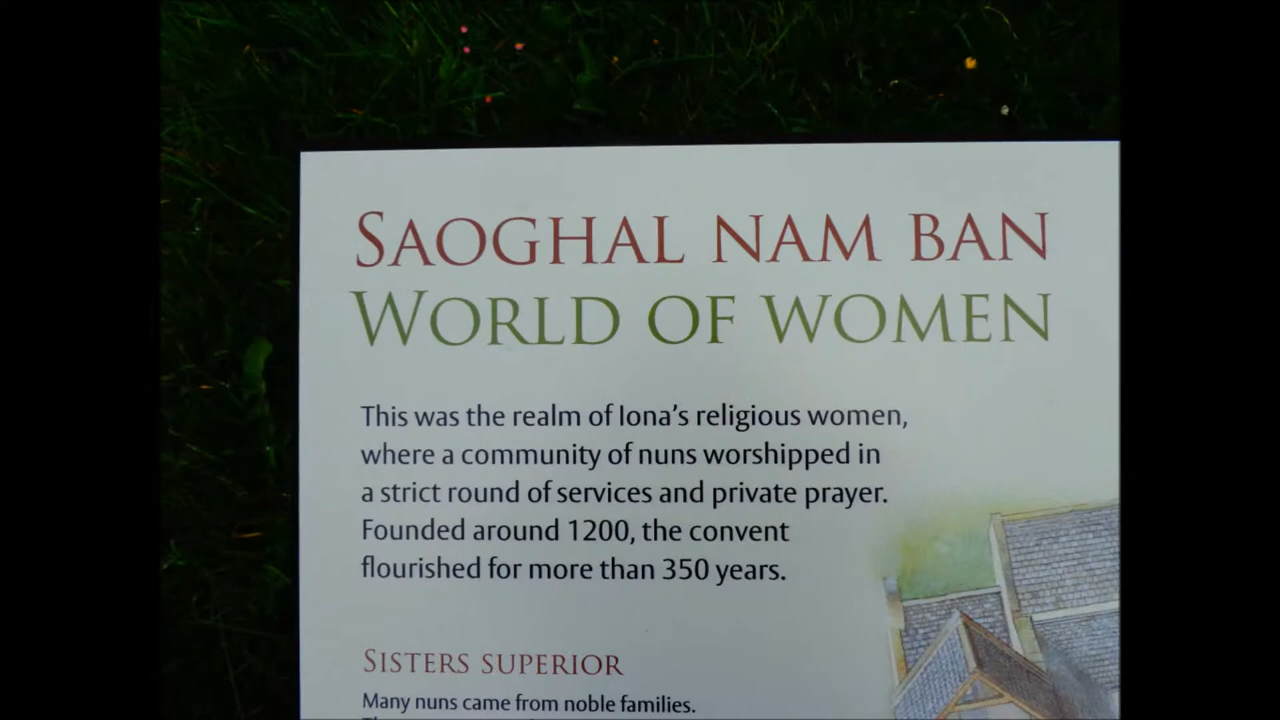 SAOGHAL NAM BAN
WORLD OF WOMEN
This was the realm of Iona's religious women,
where a community of nuns worshipped in
a strict round of services and private prayer.
Founded around 1200, the convent
flourished for more than 350 years.
SISTERS SUPERIOR
Many nuns came from noble families.